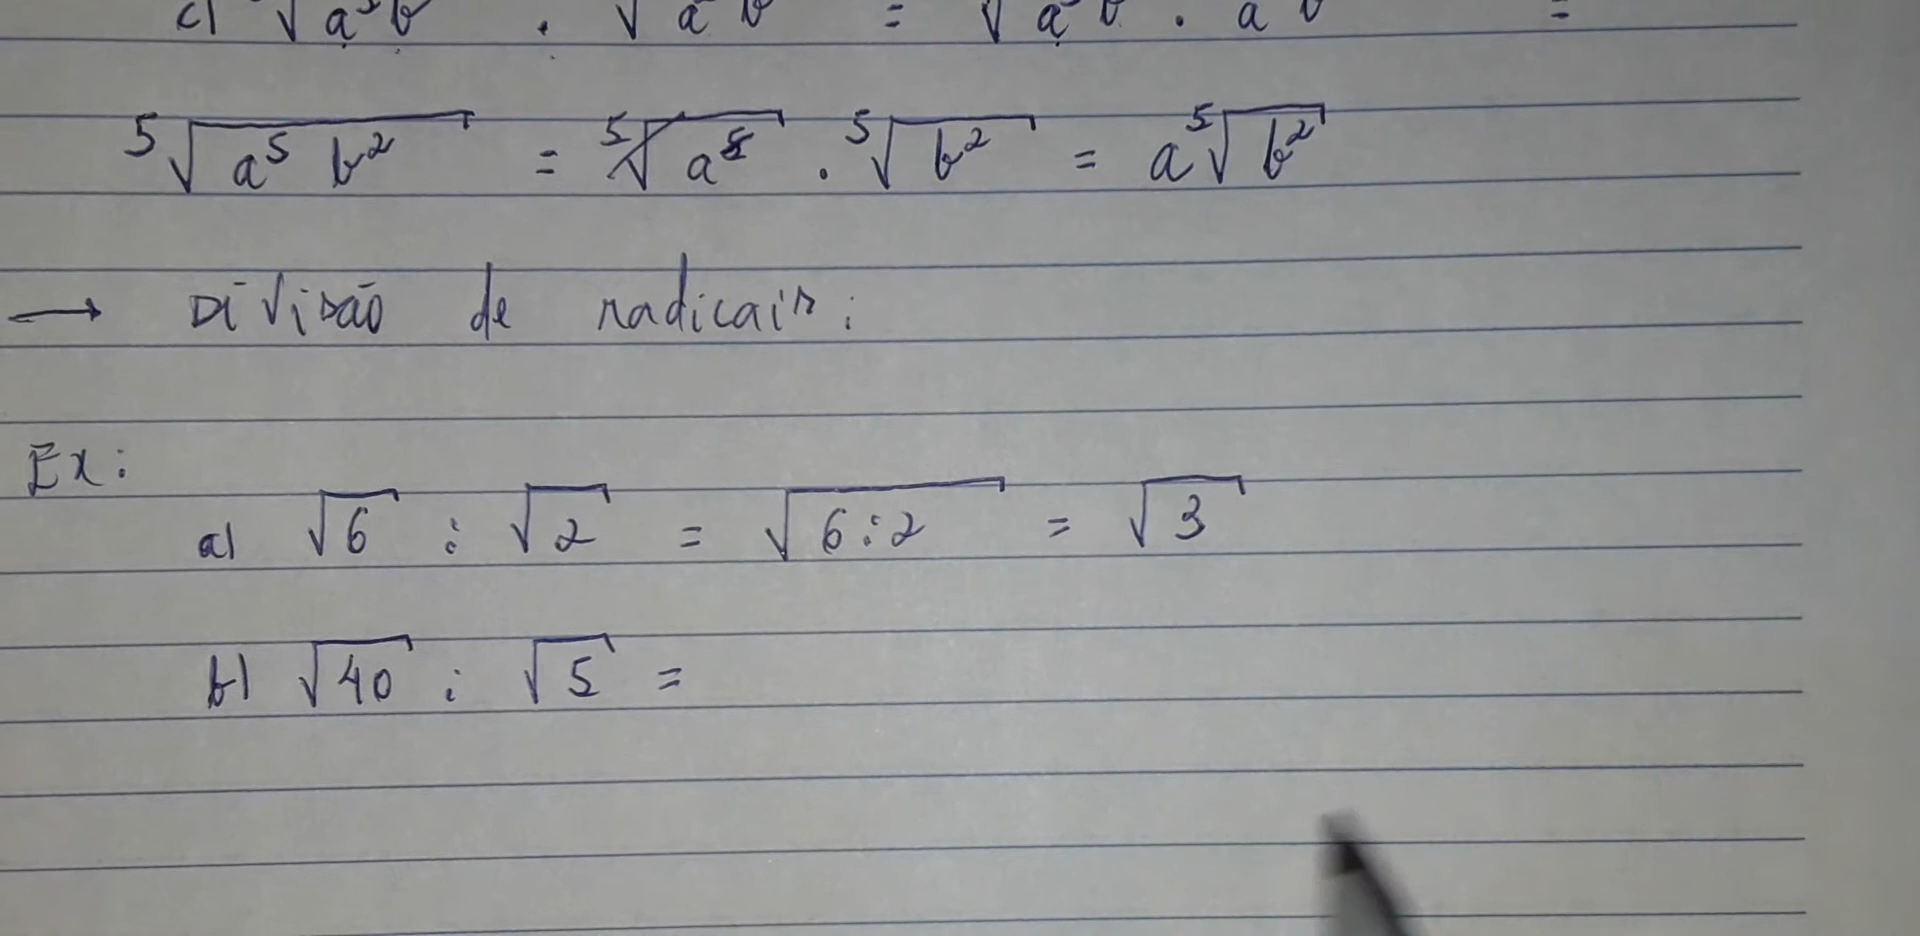 ⁵√(a⁵ b²) = ⁵√(a⁵) . ⁵√(b²) = a ⁵√(b²)
→ Divisão de radicais:
Ex:
a) √6 : √2 = √(6:2) = √3
b) √40 : √5 =